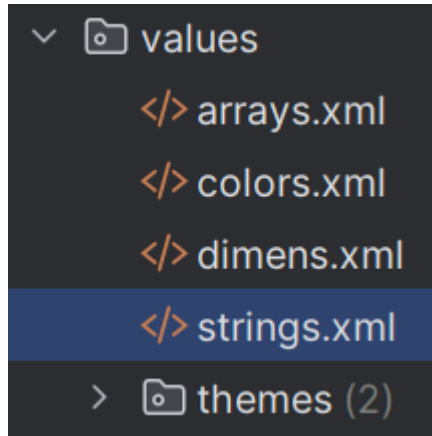 values
</> arrays.xml
</> colors.xml
</> dimens.xml
</> strings.xml
themes (2)